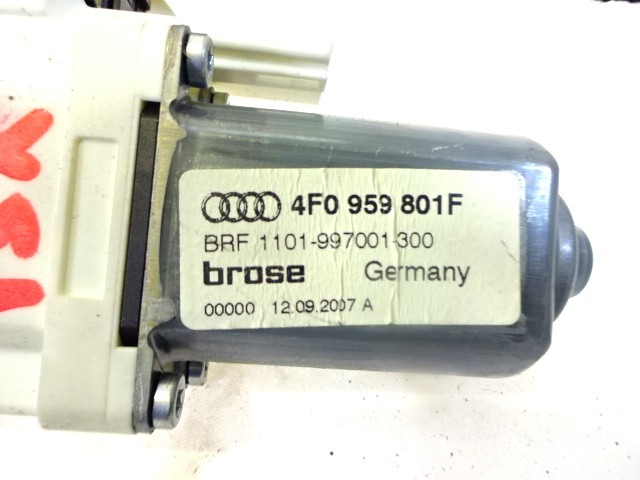 4F0 959 801F
BRF 1101-997001-300
brose Germany
00000 12.09.2007 A